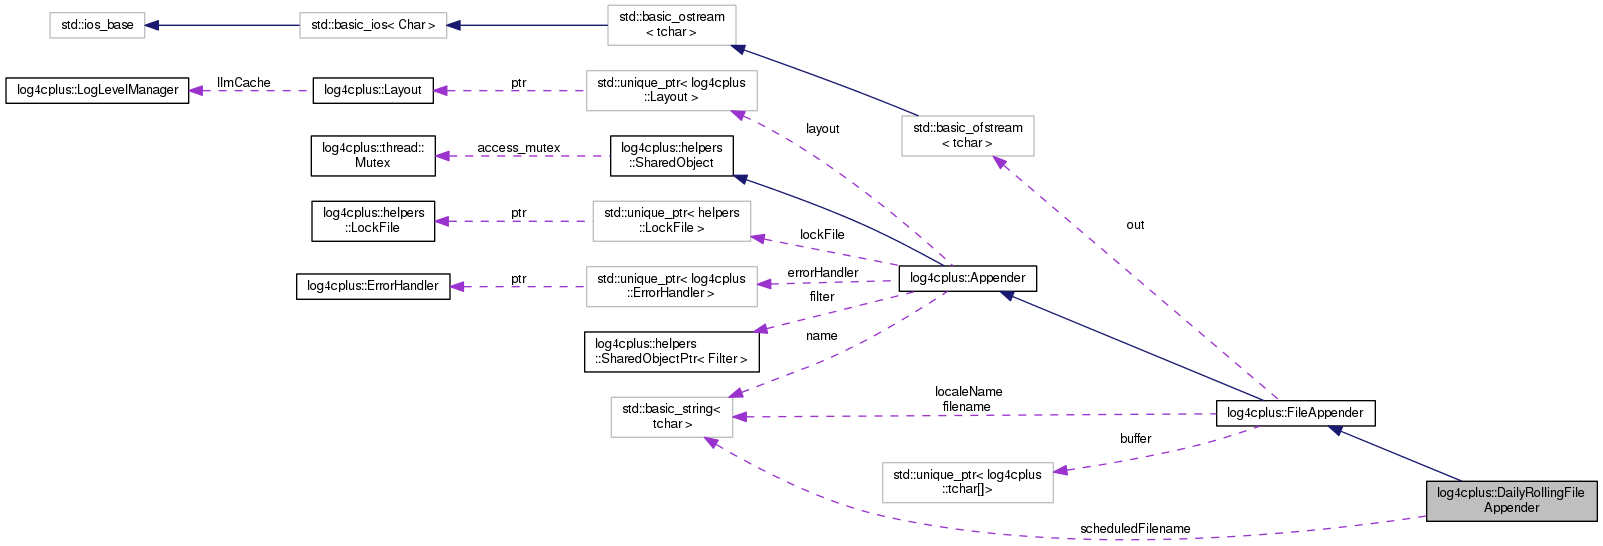 std::ios_base
std::basic_ios< Char >
std::basic_ostream
< tchar >
log4cplus::LogLevelManager
llmCache
log4cplus::Layout
ptr
std::unique_ptr< log4cplus
::Layout >
layout
std::basic_ofstream
< tchar >
log4cplus::thread::
Mutex
access_mutex
log4cplus::helpers
::SharedObject
log4cplus::helpers
::LockFile
ptr
std::unique_ptr< helpers
::LockFile >
lockFile
out
log4cplus::Appender
log4cplus::ErrorHandler
ptr
std::unique_ptr< log4cplus
::ErrorHandler >
errorHandler
filter
log4cplus::helpers
::SharedObjectPtr< Filter >
name
std::basic_string<
tchar >
localeName
filename
log4cplus::FileAppender
buffer
std::unique_ptr< log4cplus
::tchar[]>
log4cplus::DailyRollingFile
Appender
scheduledFilename